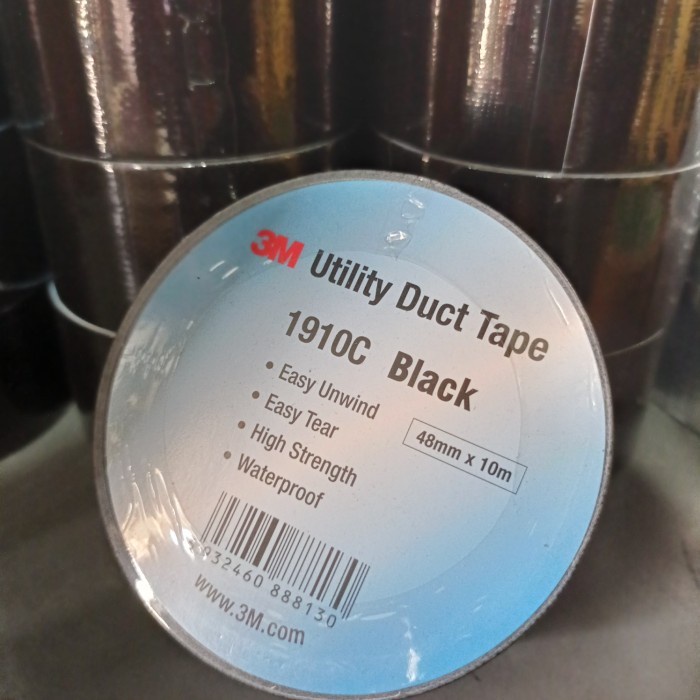 3M Utility Duct Tape
1910C Black
• Easy Unwind
• Easy Tear
• High Strength
• Waterproof
48mm x 10m
888130
www.3M.com